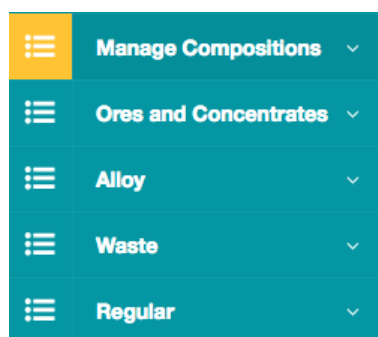 Manage Compositions
Ores and Concentrates
Alloy
Waste
Regular